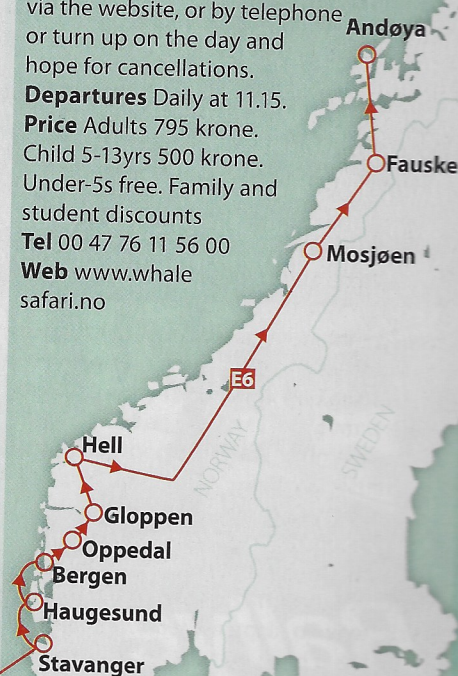 via the website, or by telephone
or turn up on the day and
hope for cancellations.
Departures Daily at 11.15.
Price Adults 795 krone.
Child 5-13yrs 500 krone.
Under-5s free. Family and
student discounts
Tel 00 47 76 11 56 00
Web www.whale
safari.no
Andøya
Fauske
Mosjøen
E6
Hell
NORWAY
SWEDEN
Gloppen
Oppedal
Bergen
Haugesund
Stavanger